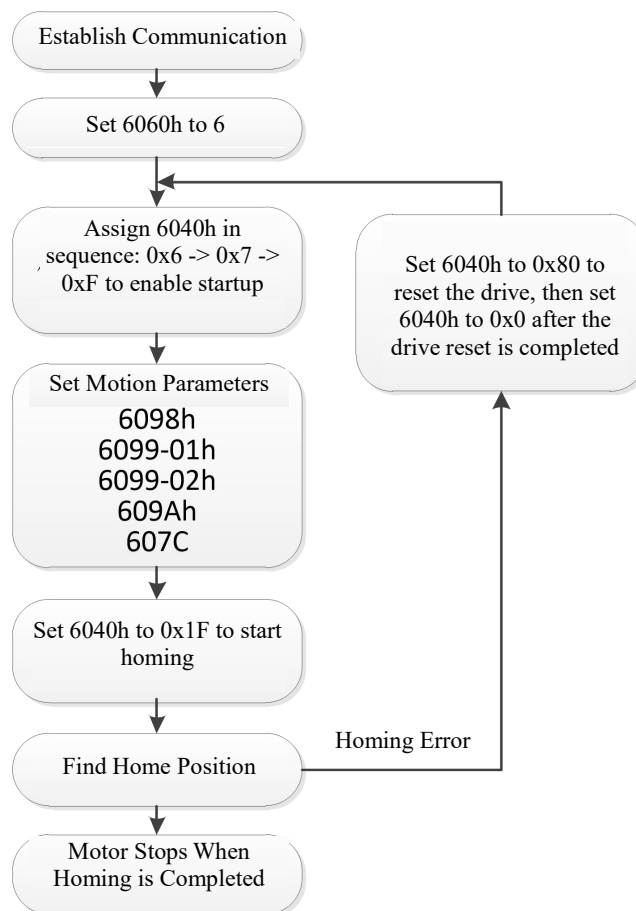 Establish Communication
Set 6060h to 6
Assign 6040h in
sequence: 0x6 -> 0x7 ->
, 0xF to enable startup
Set Motion Parameters
6098h
6099-01h
6099-02h
609Ah
607C
Set 6040h to 0x1F to start
homing
Find Home Position
Motor Stops When
Homing is Completed
Homing Error
Set 6040h to 0x80 to
reset the drive, then set
6040h to 0x0 after the
drive reset is completed